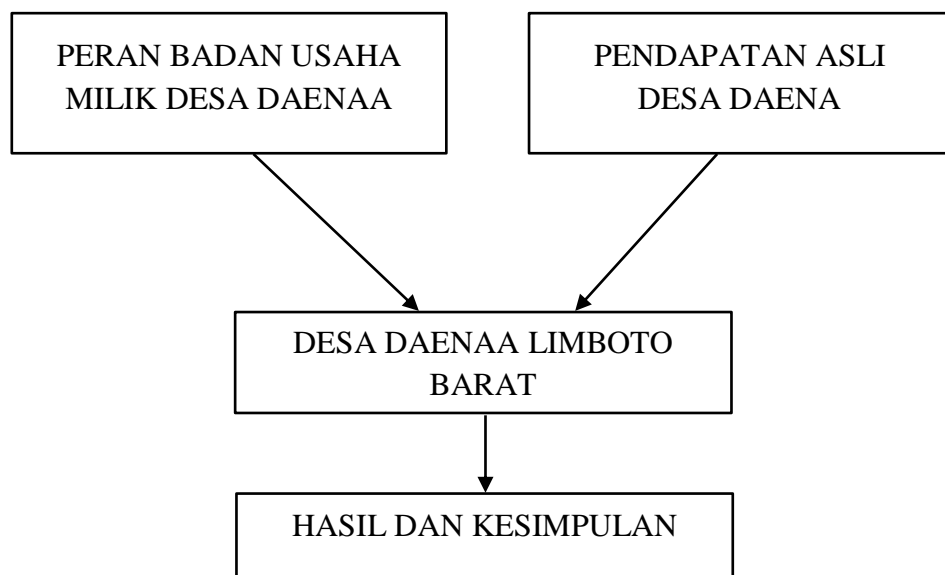 PERAN BADAN USAHA
MILIK DESA DAENAA
PENDAPATAN ASLI
DESA DAENA
DESA DAENAA LIMBOTO
BARAT
HASIL DAN KESIMPULAN